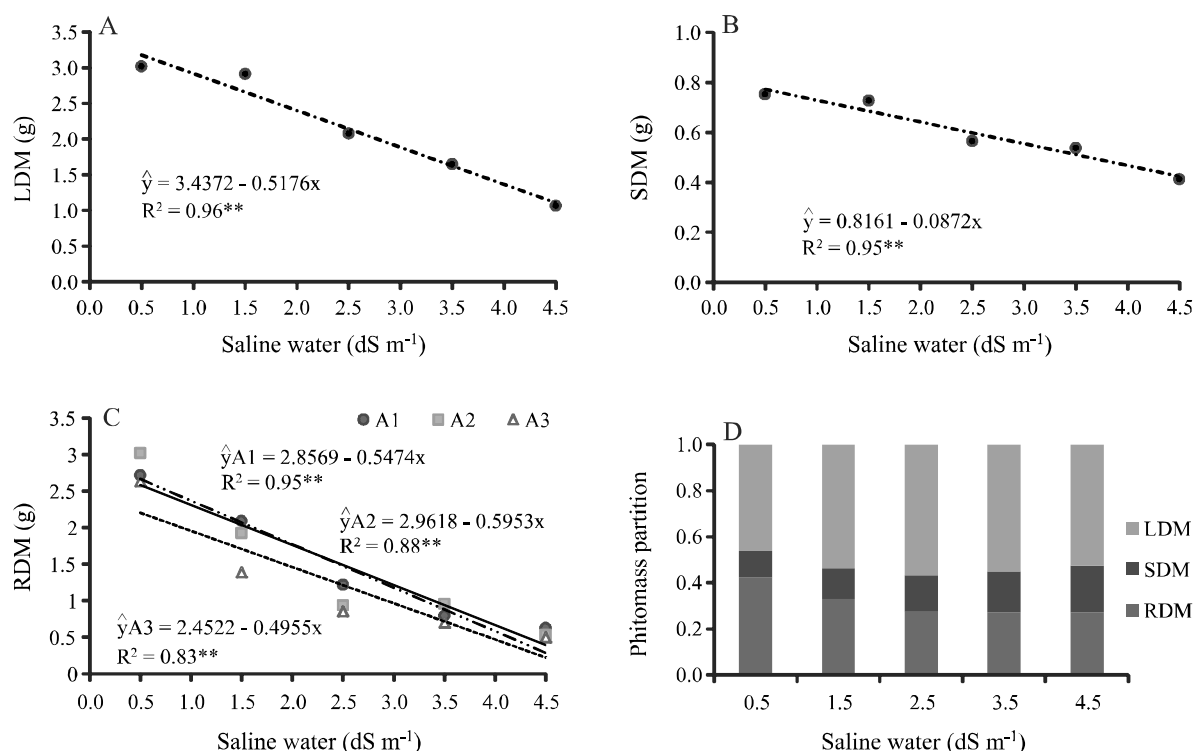 A
LDM (g)
3.5
3.0
2.5
2.0
1.5
1.0
0.5
0.0
ŷ = 3.4372 - 0.5176x
R² = 0.96**
0.0 0.5 1.0 1.5 2.0 2.5 3.0 3.5 4.0 4.5
Saline water (dS m⁻¹)
B
SDM (g)
1.0
0.8
0.6
0.4
0.2
0.0
ŷ = 0.8161 - 0.0872x
R² = 0.95**
0.0 0.5 1.0 1.5 2.0 2.5 3.0 3.5 4.0 4.5
Saline water (dS m⁻¹)
C
A1 A2 A3
RDM (g)
3.5
3
2.5
2
1.5
1
0.5
0
ŷA1 = 2.8569 - 0.5474x
R² = 0.95**
ŷA2 = 2.9618 - 0.5953x
R² = 0.88**
ŷA3 = 2.4522 - 0.4955x
R² = 0.83**
0.0 0.5 1.0 1.5 2.0 2.5 3.0 3.5 4.0 4.5
Saline water (dS m⁻¹)
D
Phitomass partition
1.0
0.8
0.6
0.4
0.2
0.0
LDM
SDM
RDM
0.5 1.5 2.5 3.5 4.5
Saline water (dS m⁻¹)